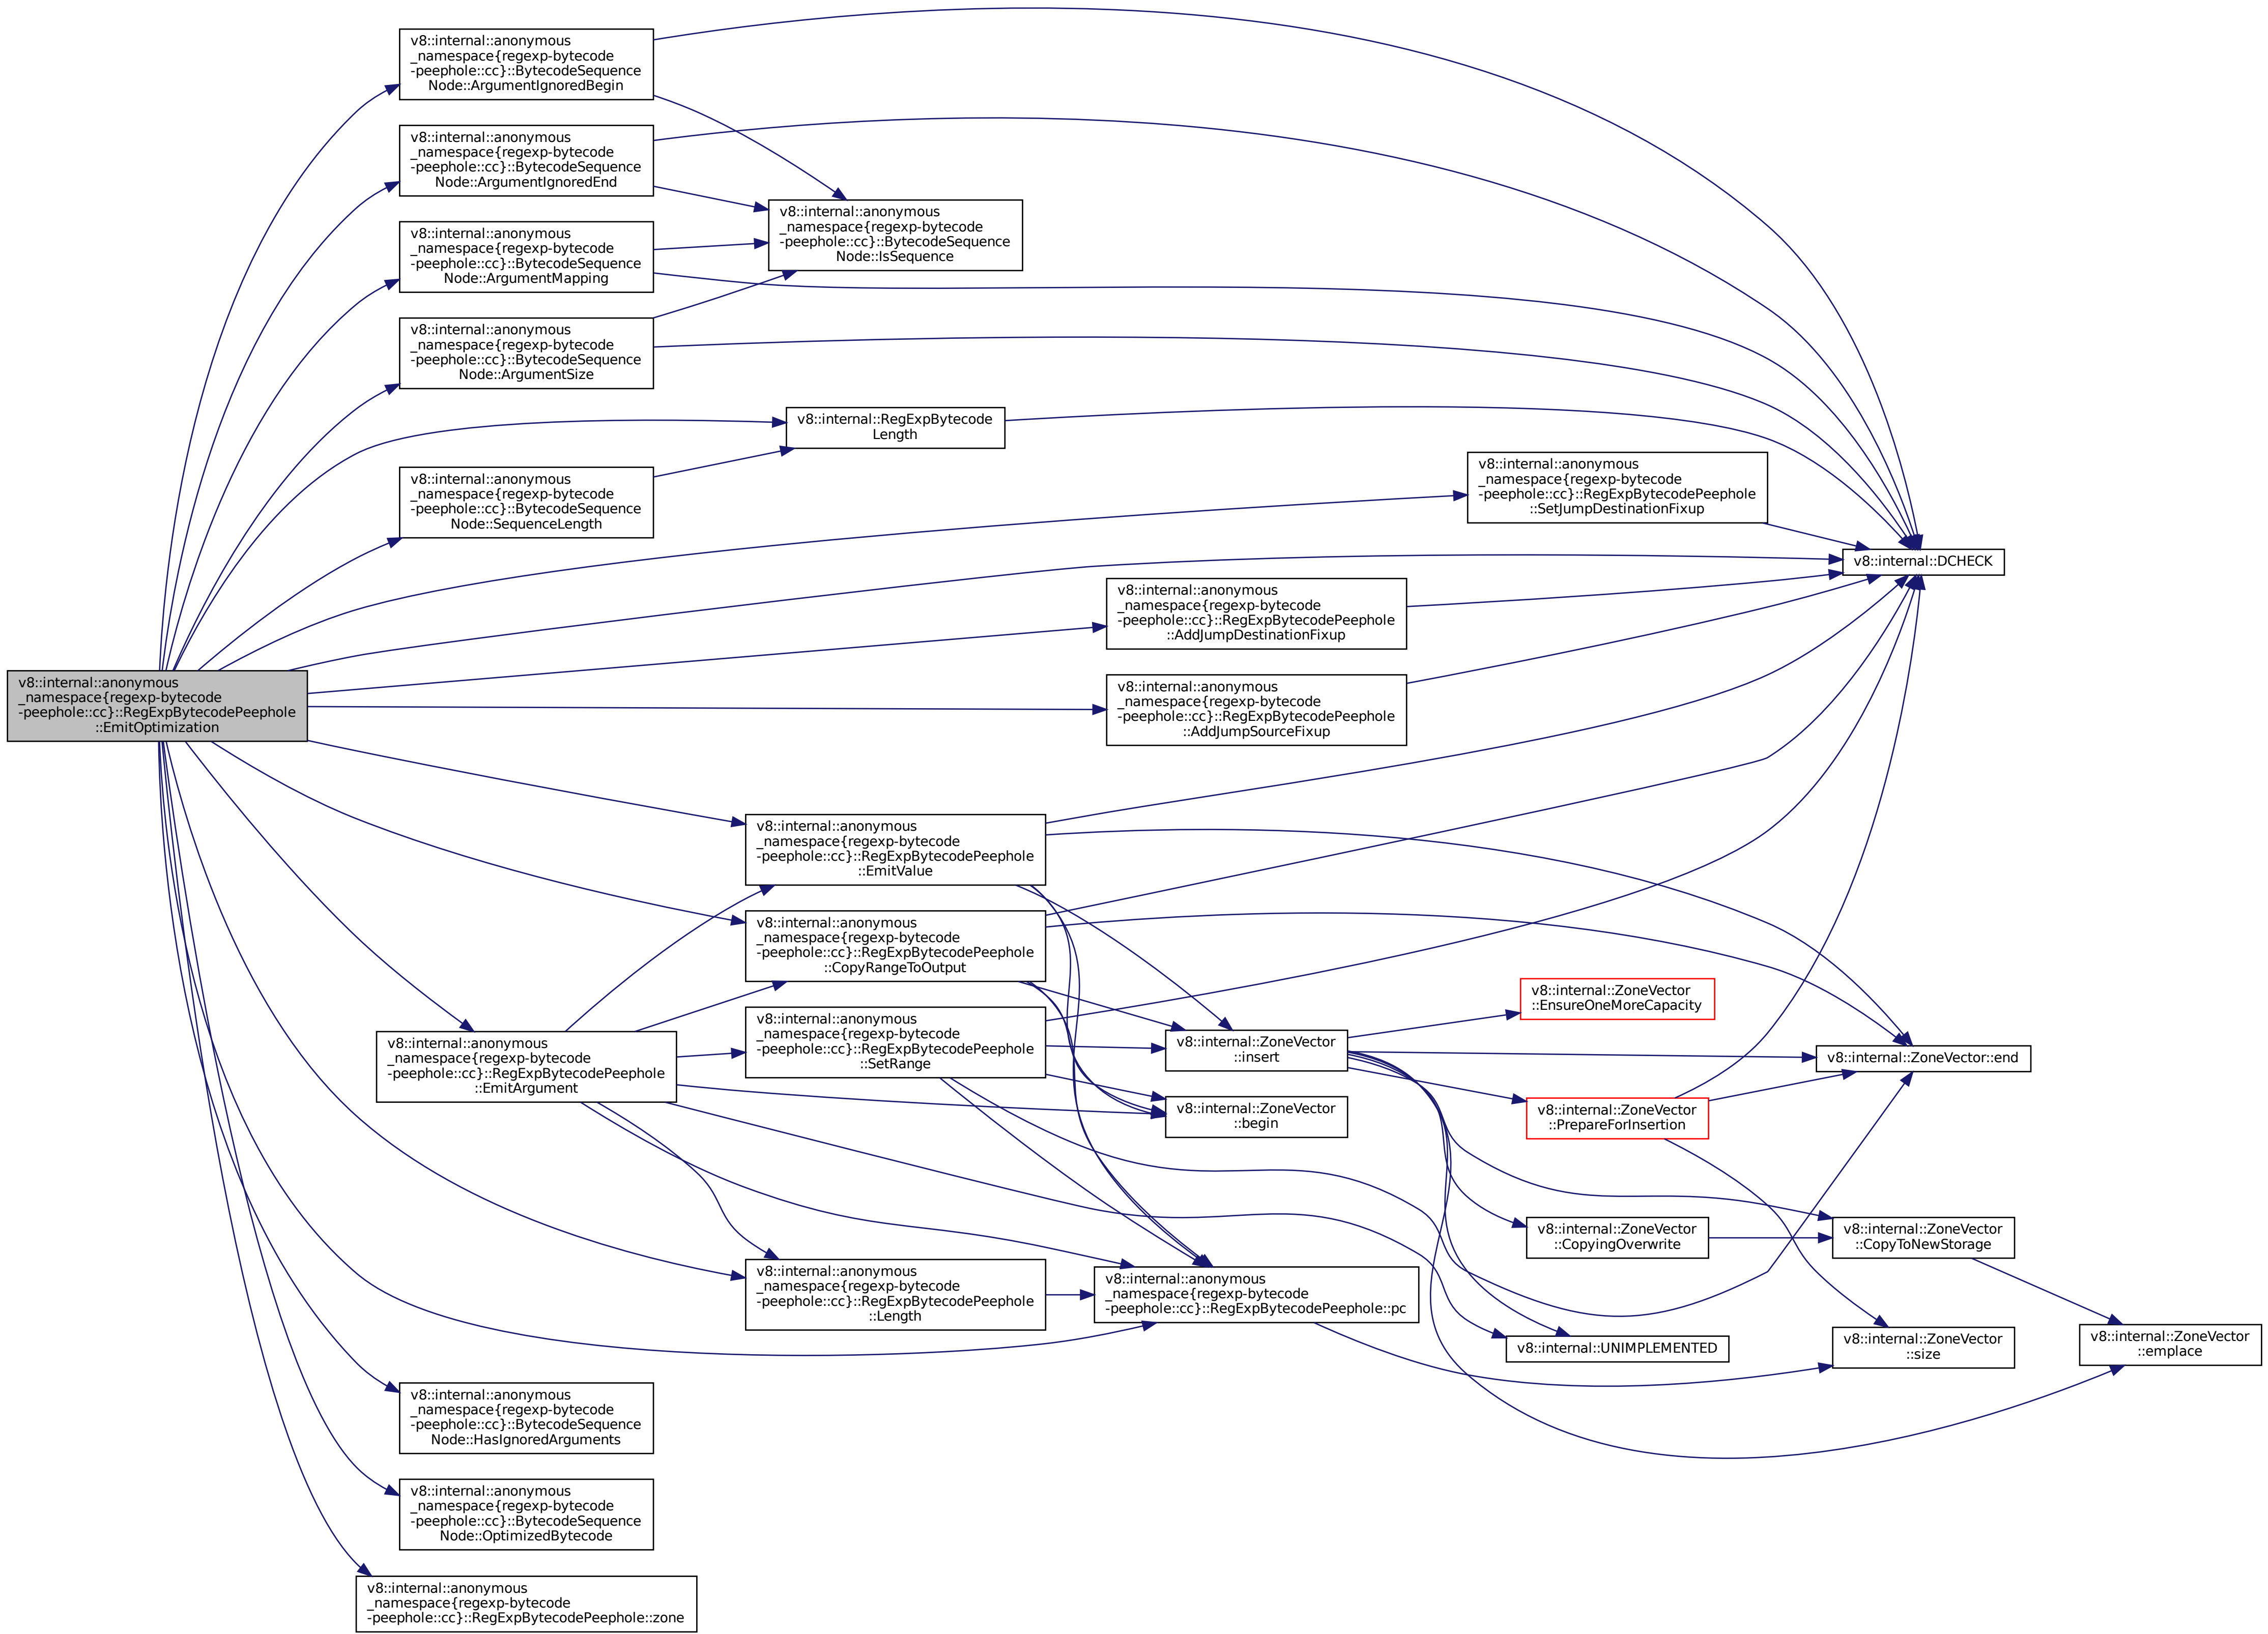 v8::internal::anonymous
_namespace{regexp-bytecode
-peephole::cc}::BytecodeSequence
Node::ArgumentIgnoredBegin
v8::internal::anonymous
_namespace{regexp-bytecode
-peephole::cc}::BytecodeSequence
Node::ArgumentIgnoredEnd
v8::internal::anonymous
_namespace{regexp-bytecode
-peephole::cc}::BytecodeSequence
Node::IsSequence
v8::internal::anonymous
_namespace{regexp-bytecode
-peephole::cc}::BytecodeSequence
Node::ArgumentMapping
v8::internal::anonymous
_namespace{regexp-bytecode
-peephole::cc}::BytecodeSequence
Node::ArgumentSize
v8::internal::RegExpBytecode
Length
v8::internal::anonymous
_namespace{regexp-bytecode
-peephole::cc}::BytecodeSequence
Node::SequenceLength
v8::internal::anonymous
_namespace{regexp-bytecode
-peephole::cc}::RegExpBytecodePeephole
::SetJumpDestinationFixup
v8::internal::DCHECK
v8::internal::anonymous
_namespace{regexp-bytecode
-peephole::cc}::RegExpBytecodePeephole
::AddJumpDestinationFixup
v8::internal::anonymous
_namespace{regexp-bytecode
-peephole::cc}::RegExpBytecodePeephole
::EmitOptimization
v8::internal::anonymous
_namespace{regexp-bytecode
-peephole::cc}::RegExpBytecodePeephole
::AddJumpSourceFixup
v8::internal::anonymous
_namespace{regexp-bytecode
-peephole::cc}::RegExpBytecodePeephole
::EmitValue
v8::internal::anonymous
_namespace{regexp-bytecode
-peephole::cc}::RegExpBytecodePeephole
::CopyRangeToOutput
v8::internal::ZoneVector
::EnsureOneMoreCapacity
v8::internal::anonymous
_namespace{regexp-bytecode
-peephole::cc}::RegExpBytecodePeephole
::SetRange
v8::internal::anonymous
_namespace{regexp-bytecode
-peephole::cc}::RegExpBytecodePeephole
::EmitArgument
v8::internal::ZoneVector
::insert
v8::internal::ZoneVector::end
v8::internal::ZoneVector
::begin
v8::internal::ZoneVector
::PrepareForInsertion
v8::internal::ZoneVector
::CopyingOverwrite
v8::internal::ZoneVector
::CopyToNewStorage
v8::internal::anonymous
_namespace{regexp-bytecode
-peephole::cc}::RegExpBytecodePeephole
::Length
v8::internal::anonymous
_namespace{regexp-bytecode
-peephole::cc}::RegExpBytecodePeephole::pc
v8::internal::UNIMPLEMENTED
v8::internal::ZoneVector
::size
v8::internal::ZoneVector
::emplace
v8::internal::anonymous
_namespace{regexp-bytecode
-peephole::cc}::BytecodeSequence
Node::HasIgnoredArguments
v8::internal::anonymous
_namespace{regexp-bytecode
-peephole::cc}::BytecodeSequence
Node::OptimizedBytecode
v8::internal::anonymous
_namespace{regexp-bytecode
-peephole::cc}::RegExpBytecodePeephole::zone